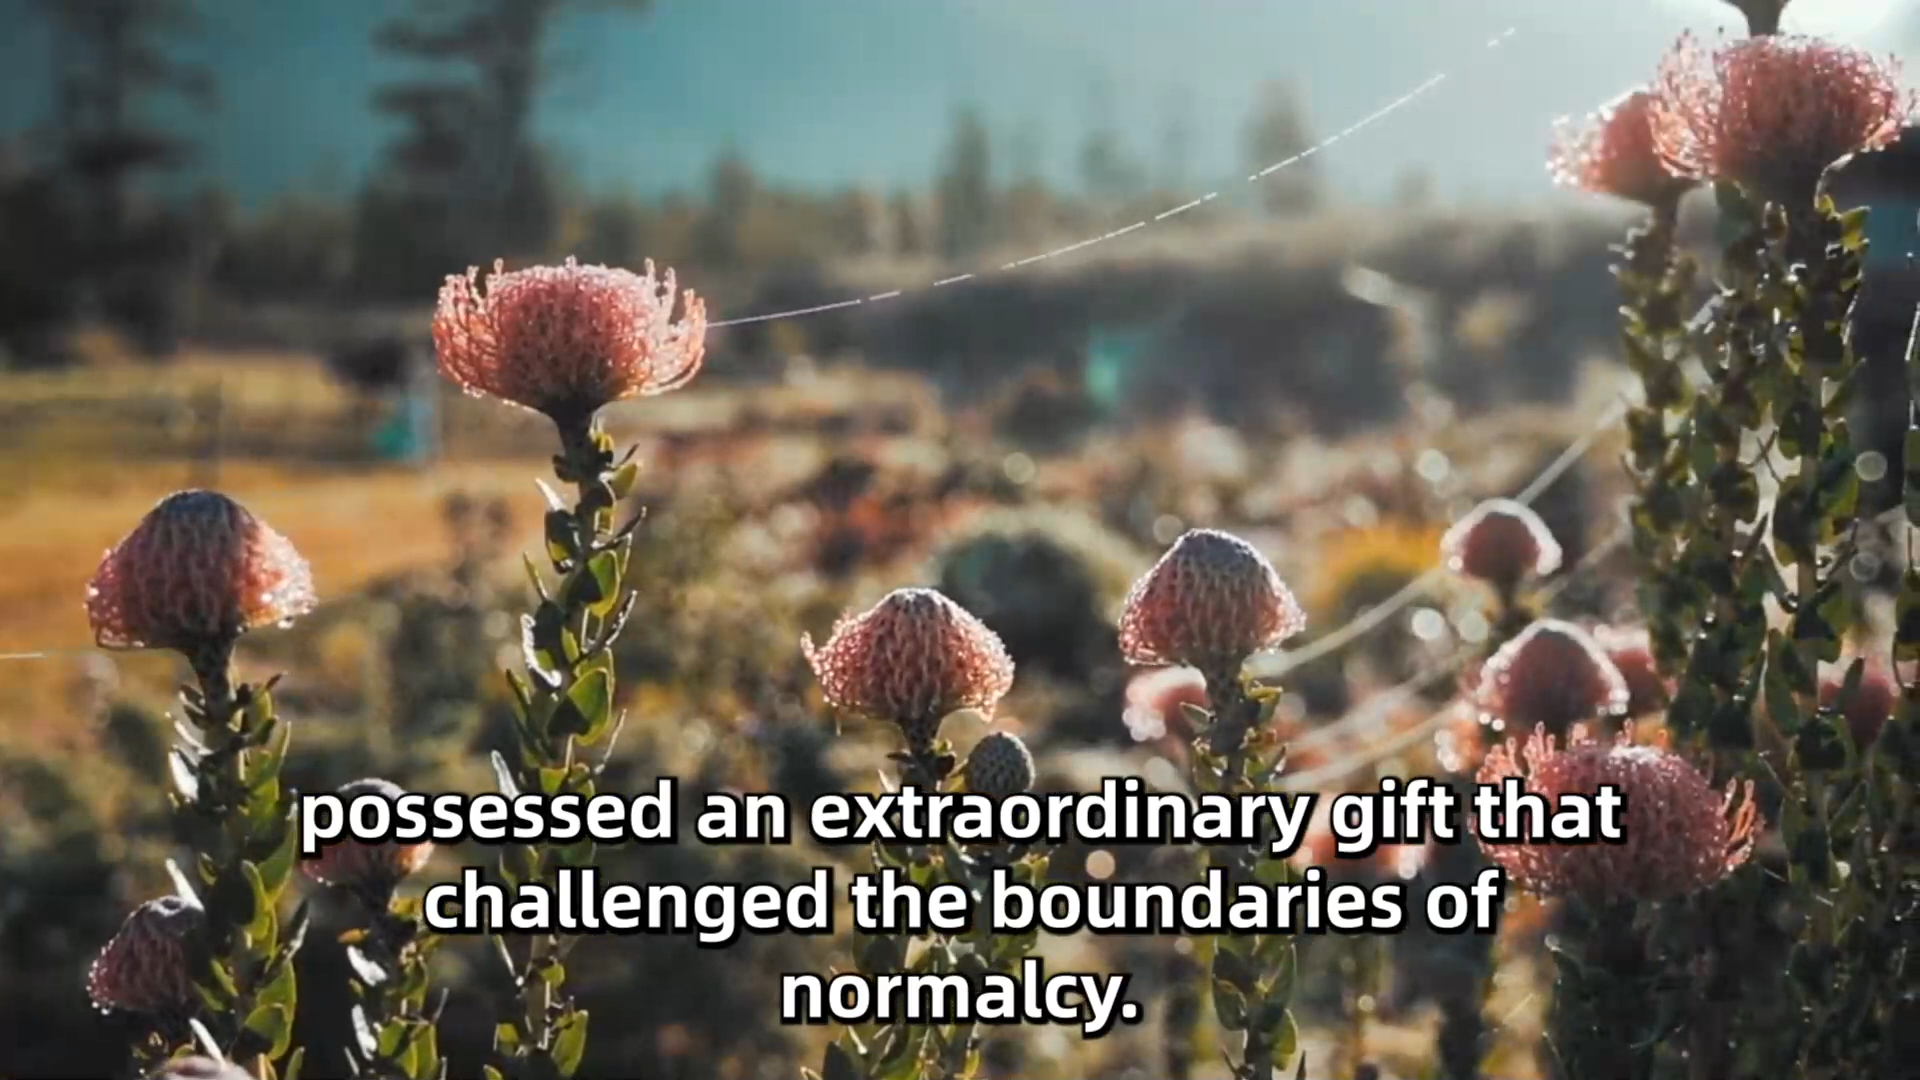 possessed an extraordinary gift that
challenged the boundaries of
normalcy.